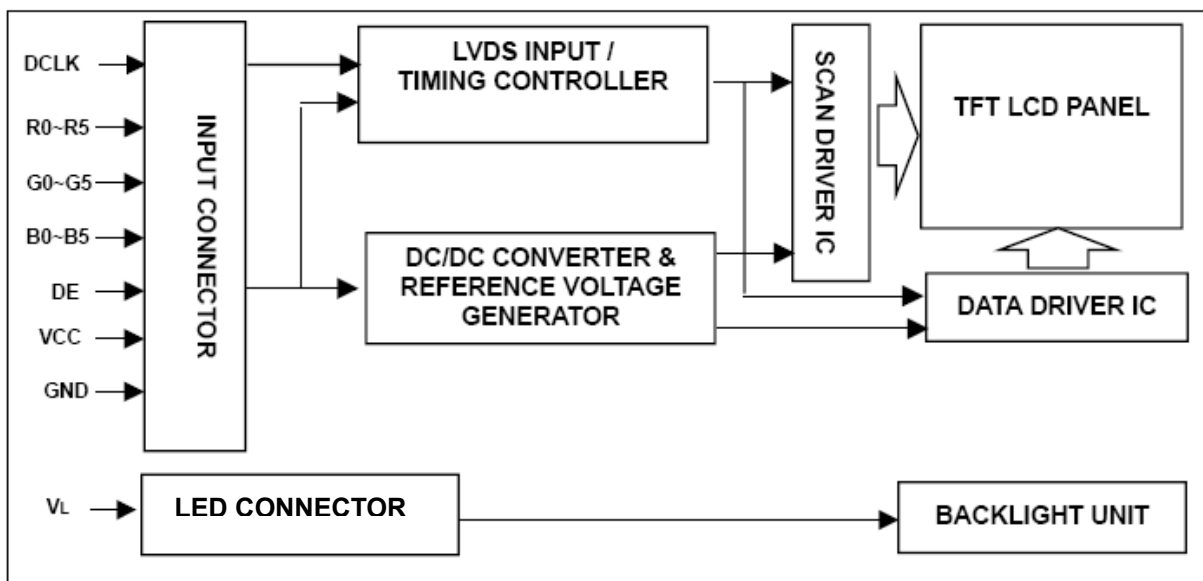 DCLK
R0~R5
G0~G5
B0~B5
DE
VCC
GND
INPUT CONNECTOR
LVDS INPUT /
TIMING CONTROLLER
DC/DC CONVERTER &
REFERENCE VOLTAGE
GENERATOR
SCAN DRIVER IC
TFT LCD PANEL
DATA DRIVER IC
VL
LED CONNECTOR
BACKLIGHT UNIT